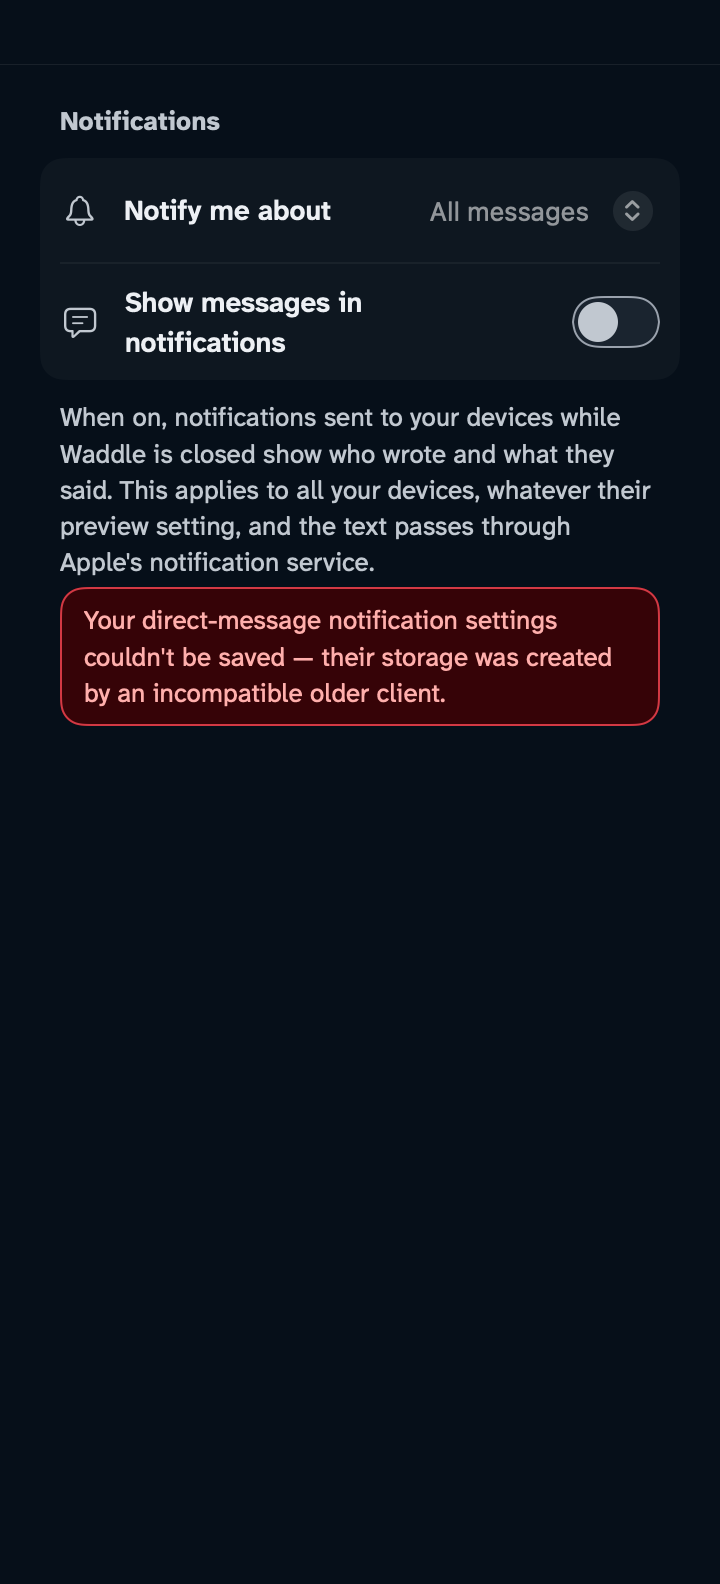 Notifications
Notify me about
All messages
Show messages in
notifications
When on, notifications sent to your devices while
Waddle is closed show who wrote and what they
said. This applies to all your devices, whatever their
preview setting, and the text passes through
Apple's notification service.
Your direct-message notification settings
couldn't be saved — their storage was created
by an incompatible older client.